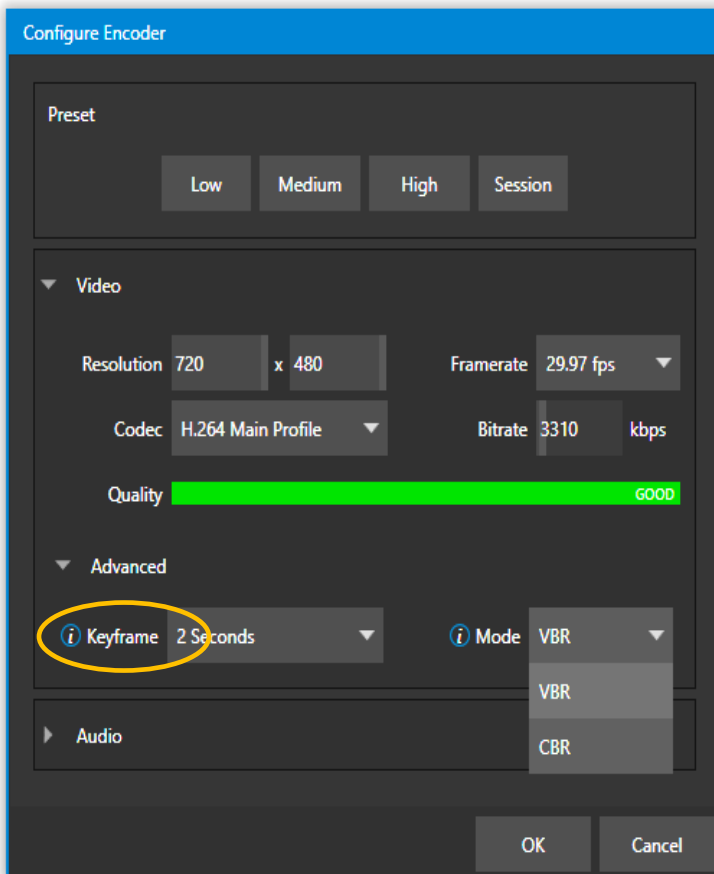 Configure Encoder
Preset
Low Medium High Session
Video
Resolution 720 x 480 Framerate 29.97 fps
Codec H.264 Main Profile Bitrate 3310 kbps
Quality GOOD
Advanced
i Keyframe 2 Seconds i Mode VBR
VBR
Audio
CBR
OK Cancel